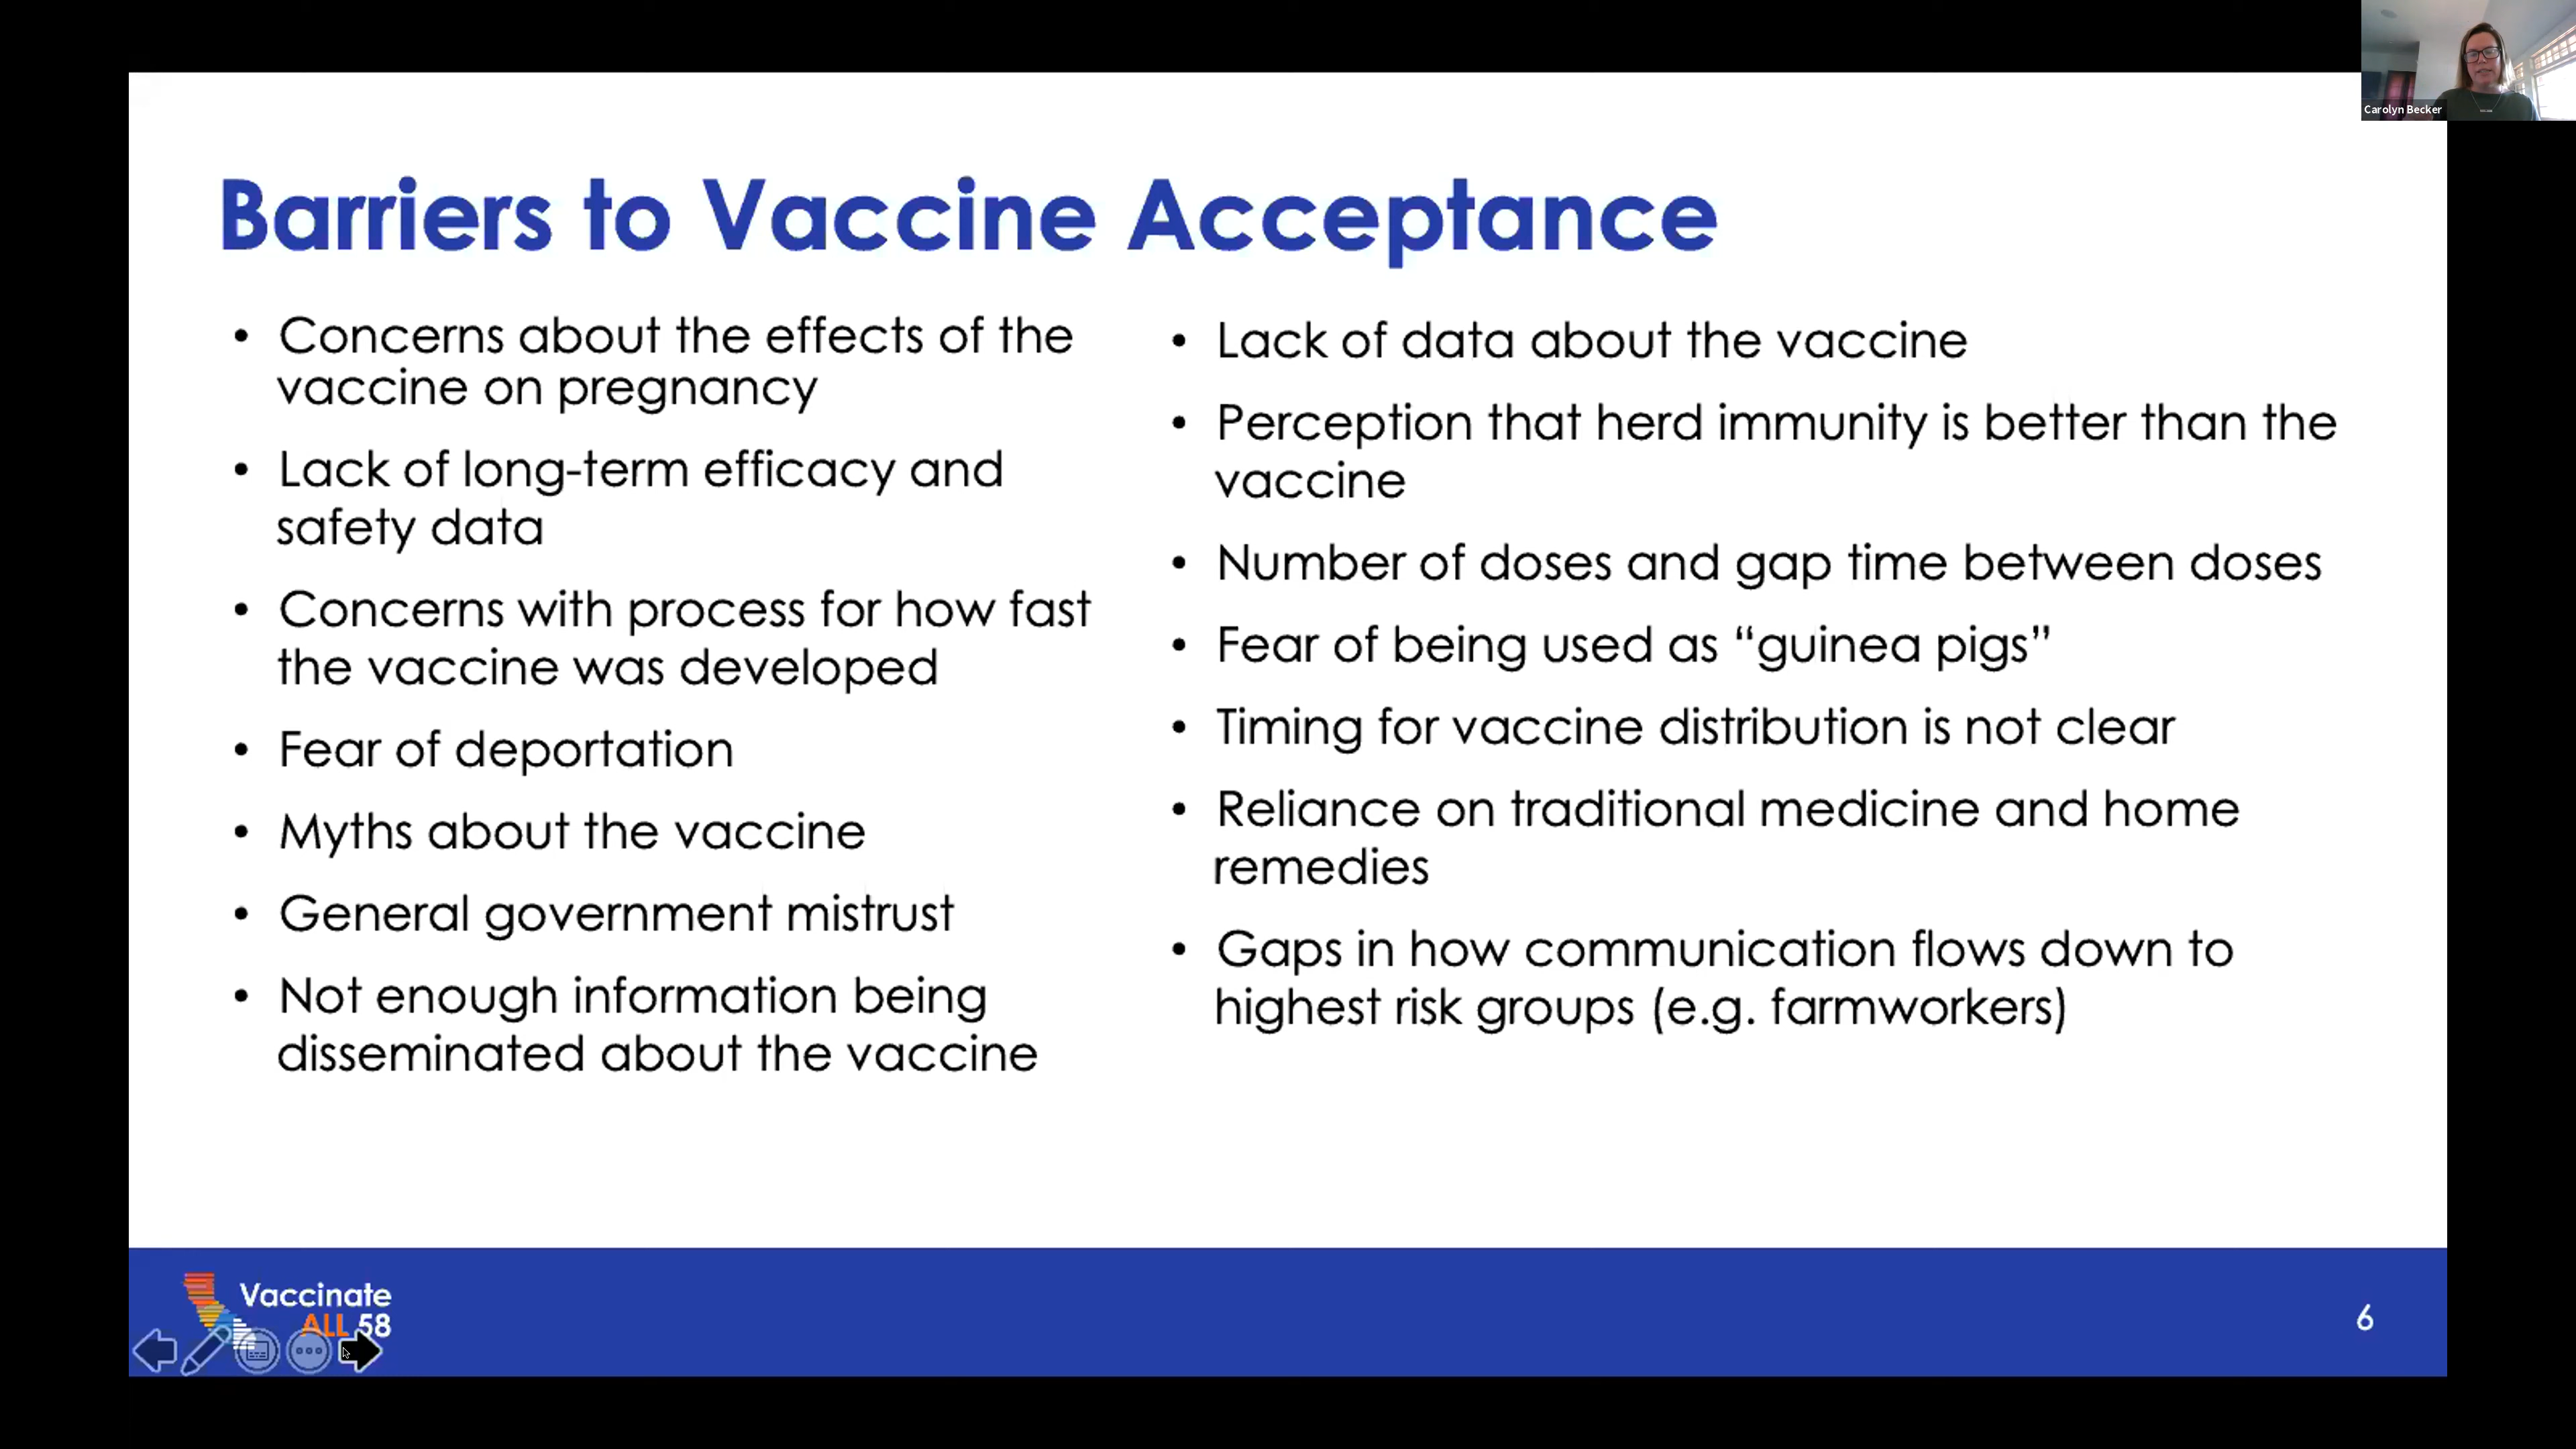 Carolyn Becker
Barriers to Vaccine Acceptance
• Concerns about the effects of the
vaccine on pregnancy
• Lack of long-term efficacy and
safety data
• Concerns with process for how fast
the vaccine was developed
• Fear of deportation
• Myths about the vaccine
• General government mistrust
• Not enough information being
disseminated about the vaccine
• Lack of data about the vaccine
• Perception that herd immunity is better than the
vaccine
• Number of doses and gap time between doses
• Fear of being used as “guinea pigs”
• Timing for vaccine distribution is not clear
• Reliance on traditional medicine and home
remedies
• Gaps in how communication flows down to
highest risk groups (e.g. farmworkers)
Vaccinate
ALL 58
6